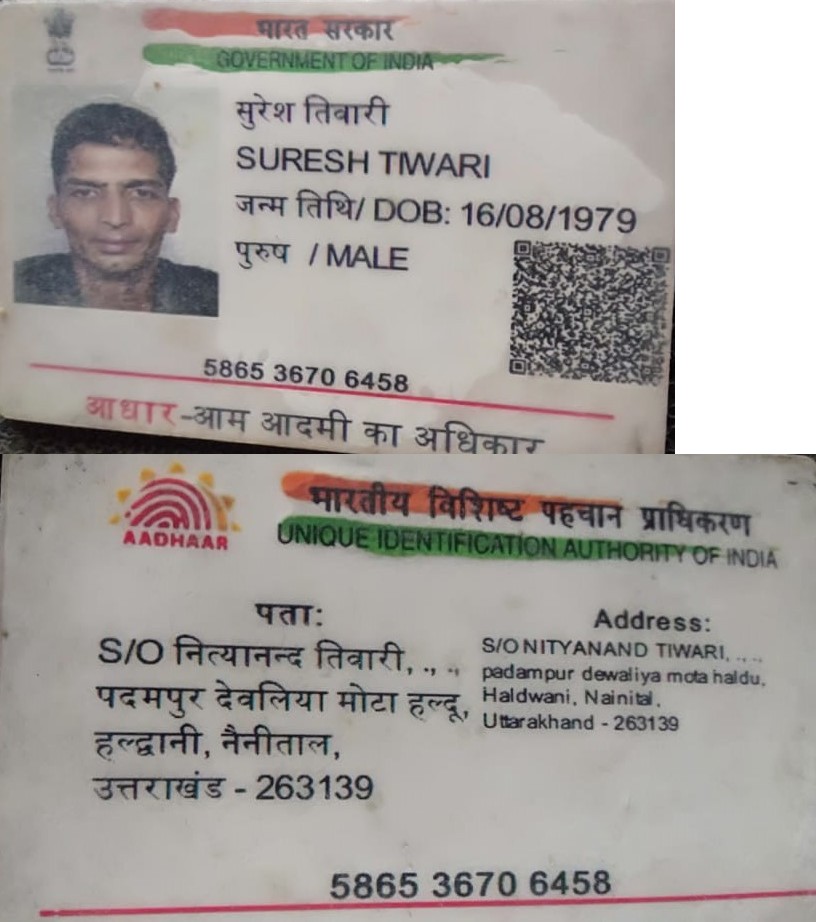 भारत सरकार
GOVERNMENT OF INDIA
सुरेश तिवारी
SURESH TIWARI
जन्म तिथि/ DOB: 16/08/1979
पुरुष / MALE
5865 3670 6458
आधार-आम आदमी का अधिकार
भारतीय विशिष्ट पहचान प्राधिकरण
AADHAAR
UNIQUE IDENTIFICATION AUTHORITY OF INDIA
पता:
S/O नित्यानन्द तिवारी, ., .,
पदमपुर देवलिया मोटा हल्दू,
हल्द्वानी, नैनीताल,
उत्तराखंड - 263139
Address:
S/O NITYANAND TIWARI, ., .,
padampur dewaliya mota haldu,
Haldwani, Nainital,
Uttarakhand - 263139
5865 3670 6458